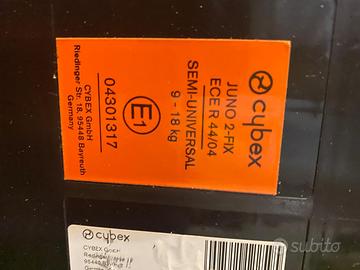 cybex
JUNO 2-FIX
ECE R 44/04
SEMI-UNIVERSAL
9 - 18 kg
E1
04301317
CYBEX GmbH
Riedinger Str. 18, 95448 Bayreuth
Germany
cybex
CYBEX GmbH
subito